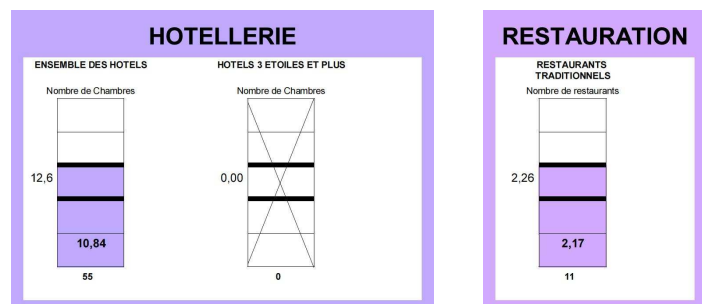 HOTELLERIE
ENSEMBLE DES HOTELS
Nombre de Chambres
12,6
10,84
55
HOTELS 3 ETOILES ET PLUS
Nombre de Chambres
0,00
0
RESTAURATION
RESTAURANTS
TRADITIONNELS
Nombre de restaurants
2,26
2,17
11